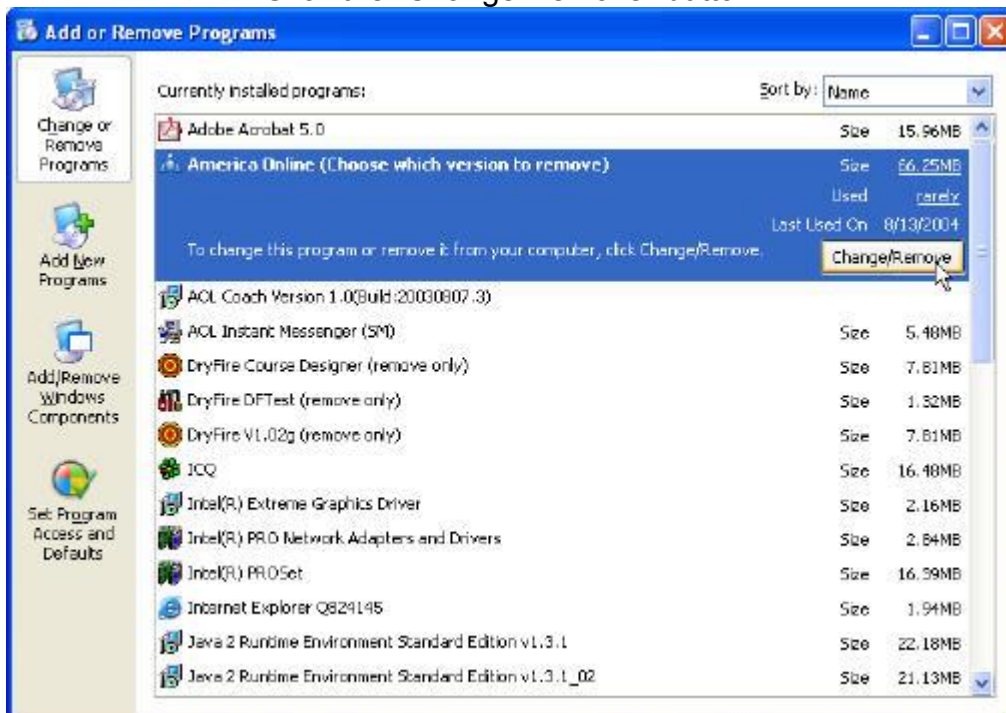 Add or Remove Programs
Change or
Remove
Programs
Add New
Programs
Add/Remove
Windows
Components
Set Program
Access and
Defaults
Currently installed programs:
Sort by: Name
Adobe Acrobat 5.0 Size 15.96MB
America Online (Choose which version to remove) Size 66.25MB
Used rarely
Last Used On 8/13/2004
To change this program or remove it from your computer, click Change/Remove. Change/Remove
AOL Coach Version 1.0(Build:20030807.3)
AOL Instant Messenger (SM) Size 5.48MB
DryFire Course Designer (remove only) Size 7.81MB
DryFire DFTest (remove only) Size 1.32MB
DryFire V1.02g (remove only) Size 7.81MB
ICQ Size 16.48MB
Intel(R) Extreme Graphics Driver Size 2.16MB
Intel(R) PRO Network Adapters and Drivers Size 2.84MB
Intel(R) PROSet Size 16.39MB
Internet Explorer Q824145 Size 1.94MB
Java 2 Runtime Environment Standard Edition v1.3.1 Size 22.18MB
Java 2 Runtime Environment Standard Edition v1.3.1_02 Size 21.13MB